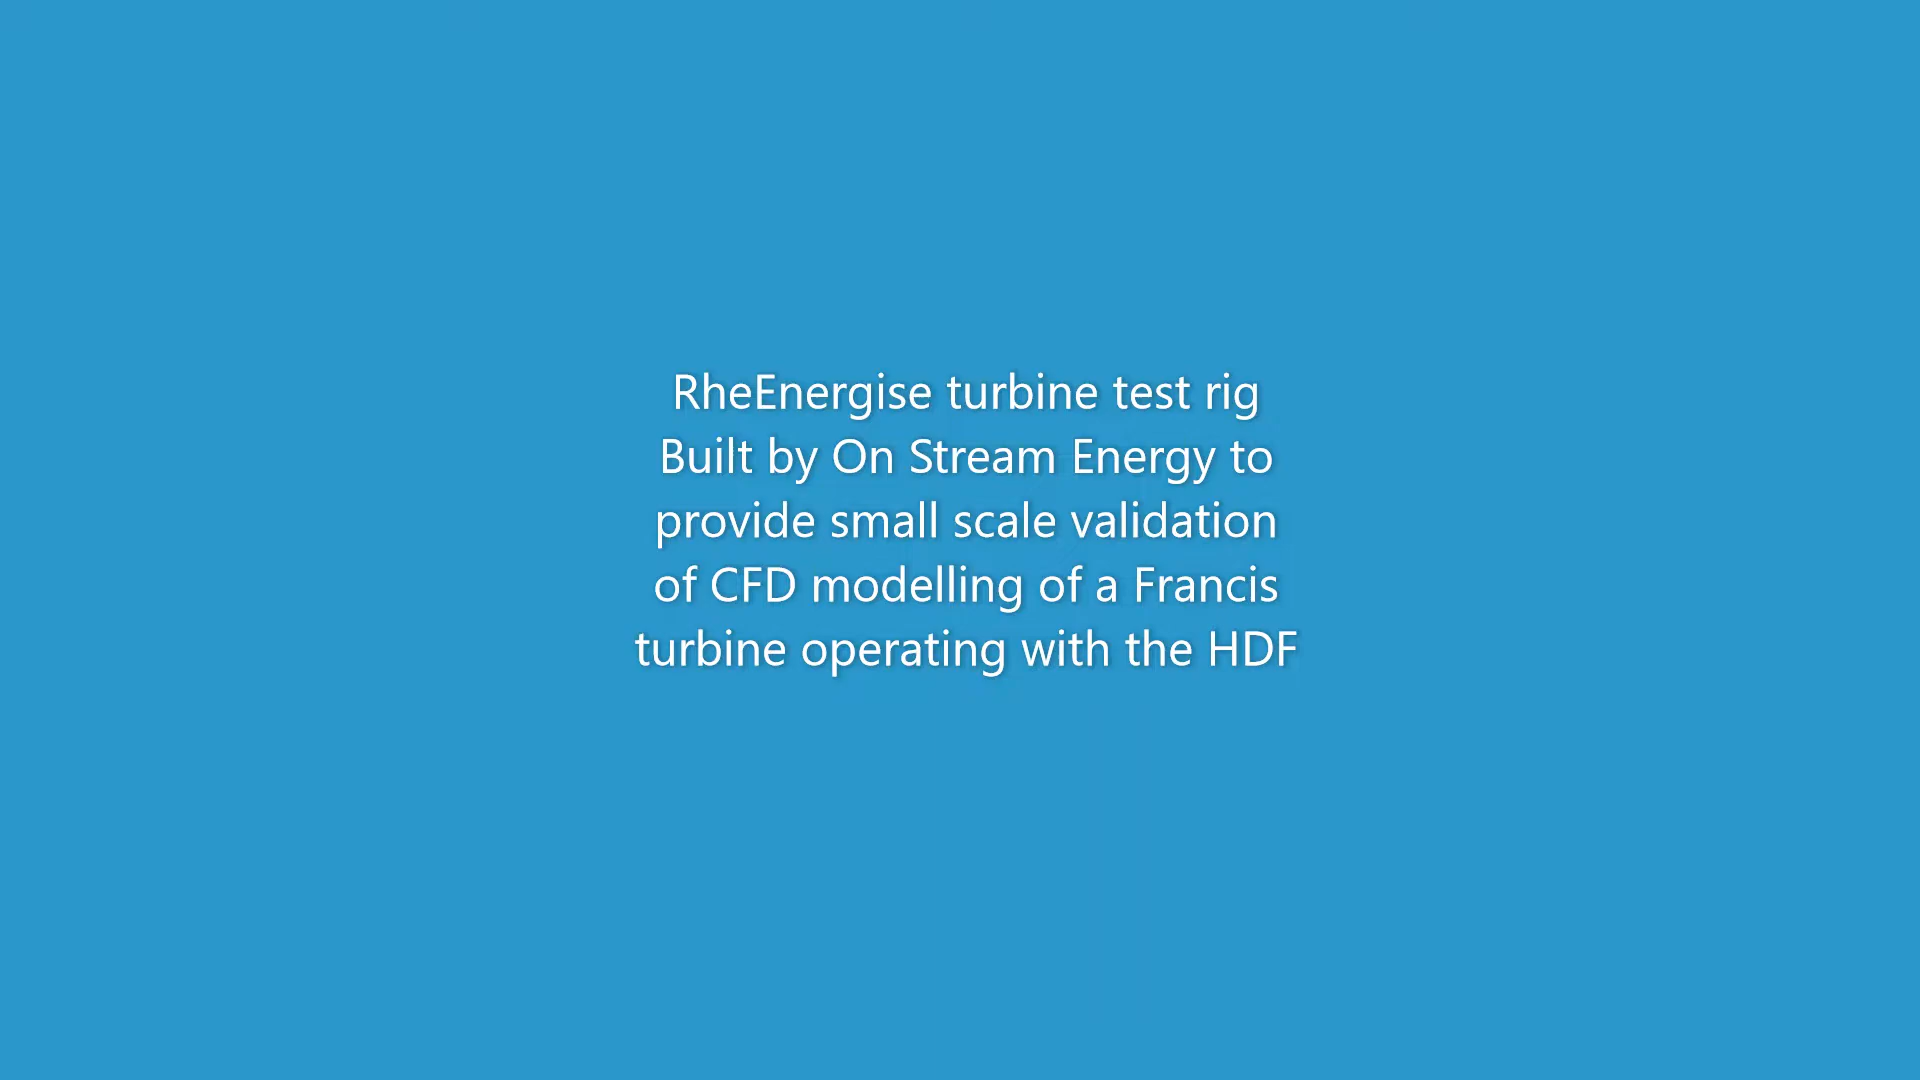 RheEnergise turbine test rig
Built by On Stream Energy to
provide small scale validation
of CFD modelling of a Francis
turbine operating with the HDF